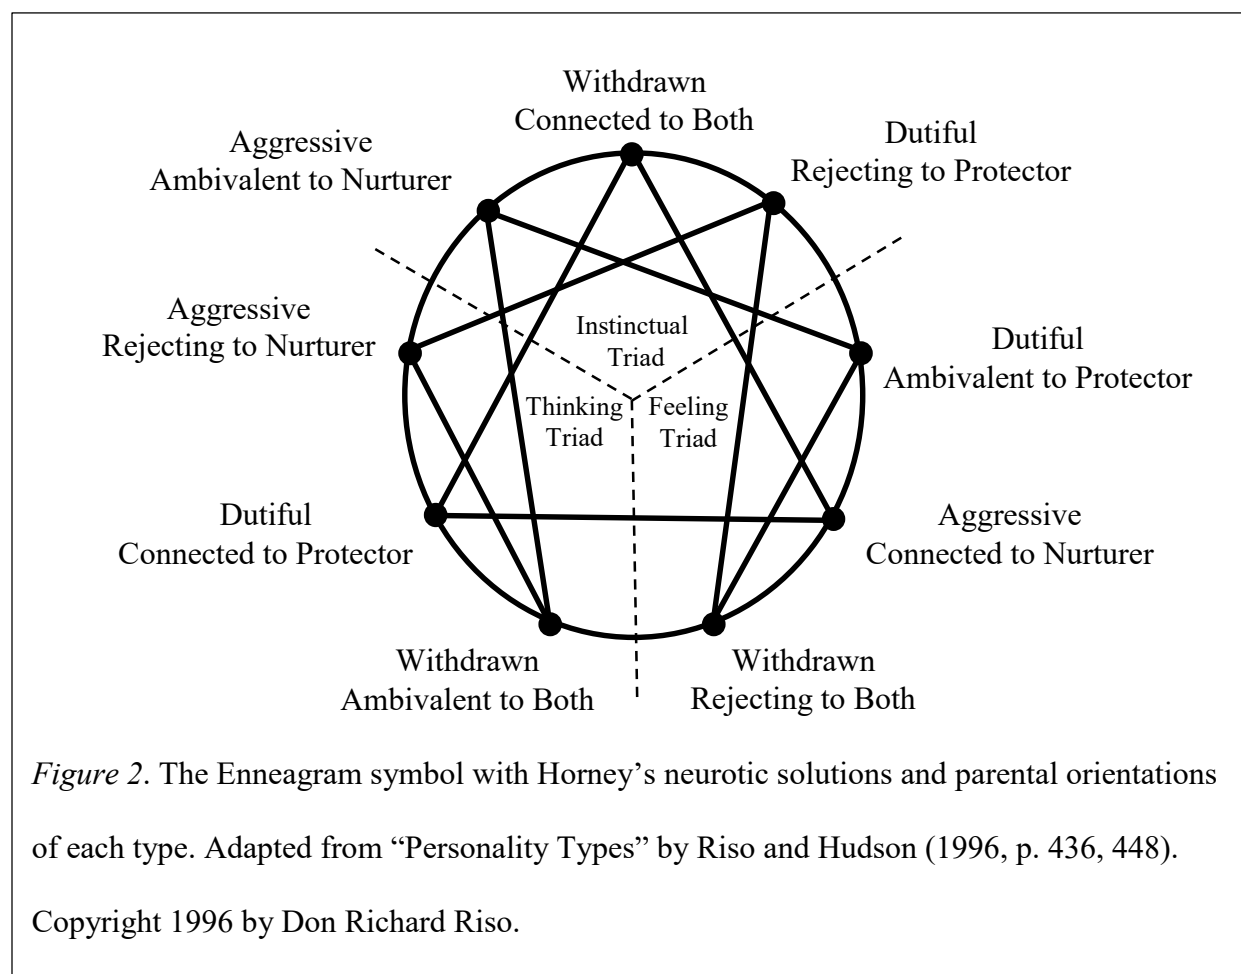 Withdrawn
Connected to Both
Dutiful
Rejecting to Protector
Aggressive
Ambivalent to Nurturer
Aggressive
Rejecting to Nurturer
Instinctual
Triad
Dutiful
Ambivalent to Protector
Thinking
Triad
Feeling
Triad
Dutiful
Connected to Protector
Aggressive
Connected to Nurturer
Withdrawn
Ambivalent to Both
Withdrawn
Rejecting to Both
Figure 2. The Enneagram symbol with Horney’s neurotic solutions and parental orientations
of each type. Adapted from “Personality Types” by Riso and Hudson (1996, p. 436, 448).
Copyright 1996 by Don Richard Riso.